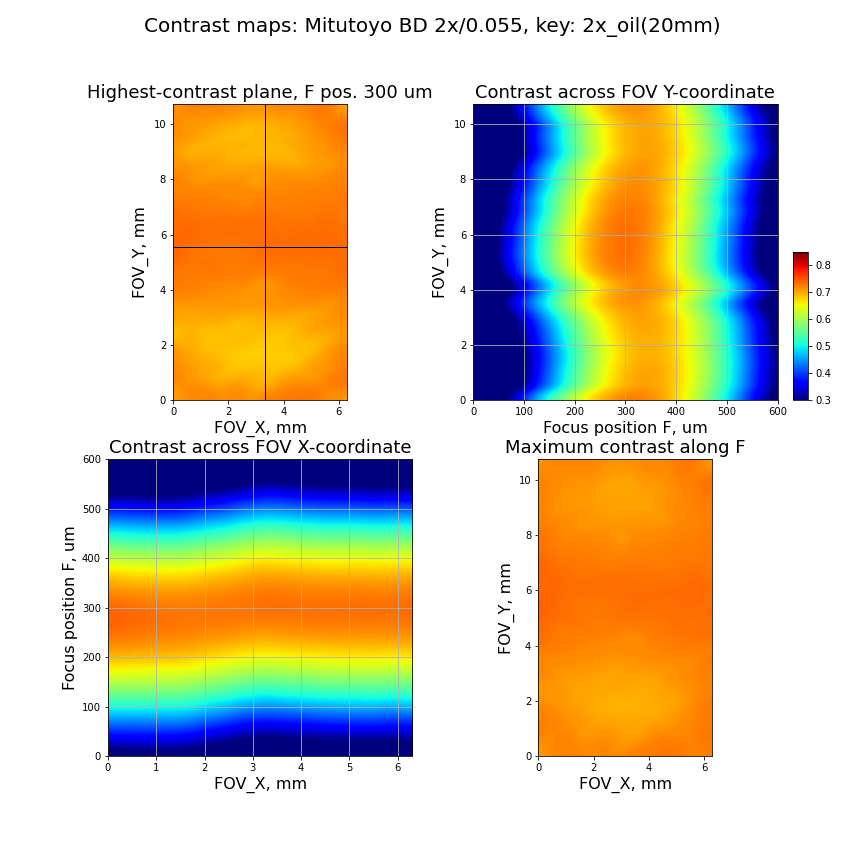 Contrast maps: Mitutoyo BD 2x/0.055, key: 2x_oil(20mm)
Highest-contrast plane, F pos. 300 um
FOV_Y, mm
10
8
6
4
2
0
0 2 4 6
FOV_X, mm
Contrast across FOV Y-coordinate
FOV_Y, mm
10
8
6
4
2
0
0 100 200 300 400 500 600
Focus position F, um
0.8
0.7
0.6
0.5
0.4
0.3
Contrast across FOV X-coordinate
Focus position F, um
600
500
400
300
200
100
0
0 1 2 3 4 5 6
FOV_X, mm
Maximum contrast along F
FOV_Y, mm
10
8
6
4
2
0
0 2 4 6
FOV_X, mm